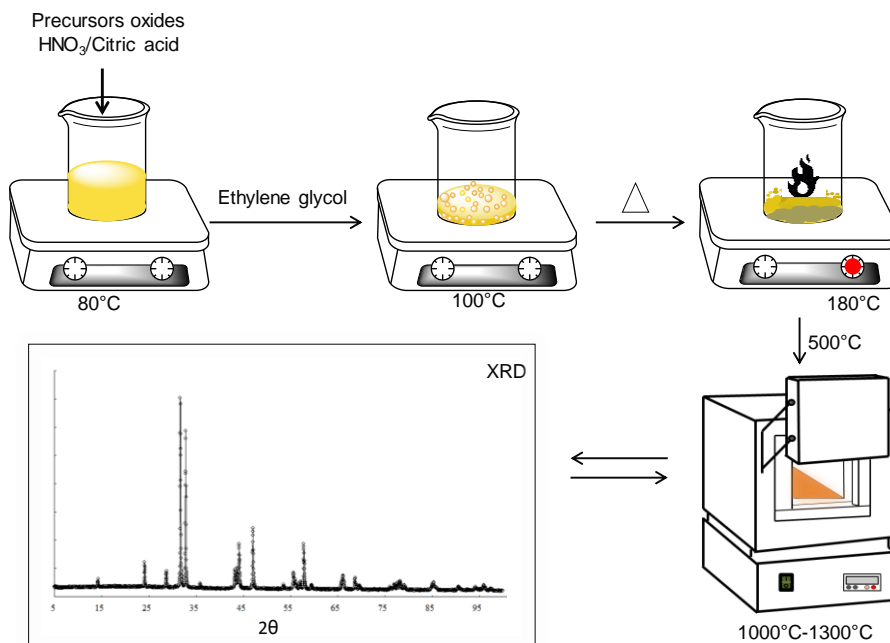 Precursors oxides
HNO₃/Citric acid
Ethylene glycol
△
80°C
100°C
180°C
500°C
XRD
5
15
25
35
45
55
65
75
85
95
2θ
1000°C-1300°C